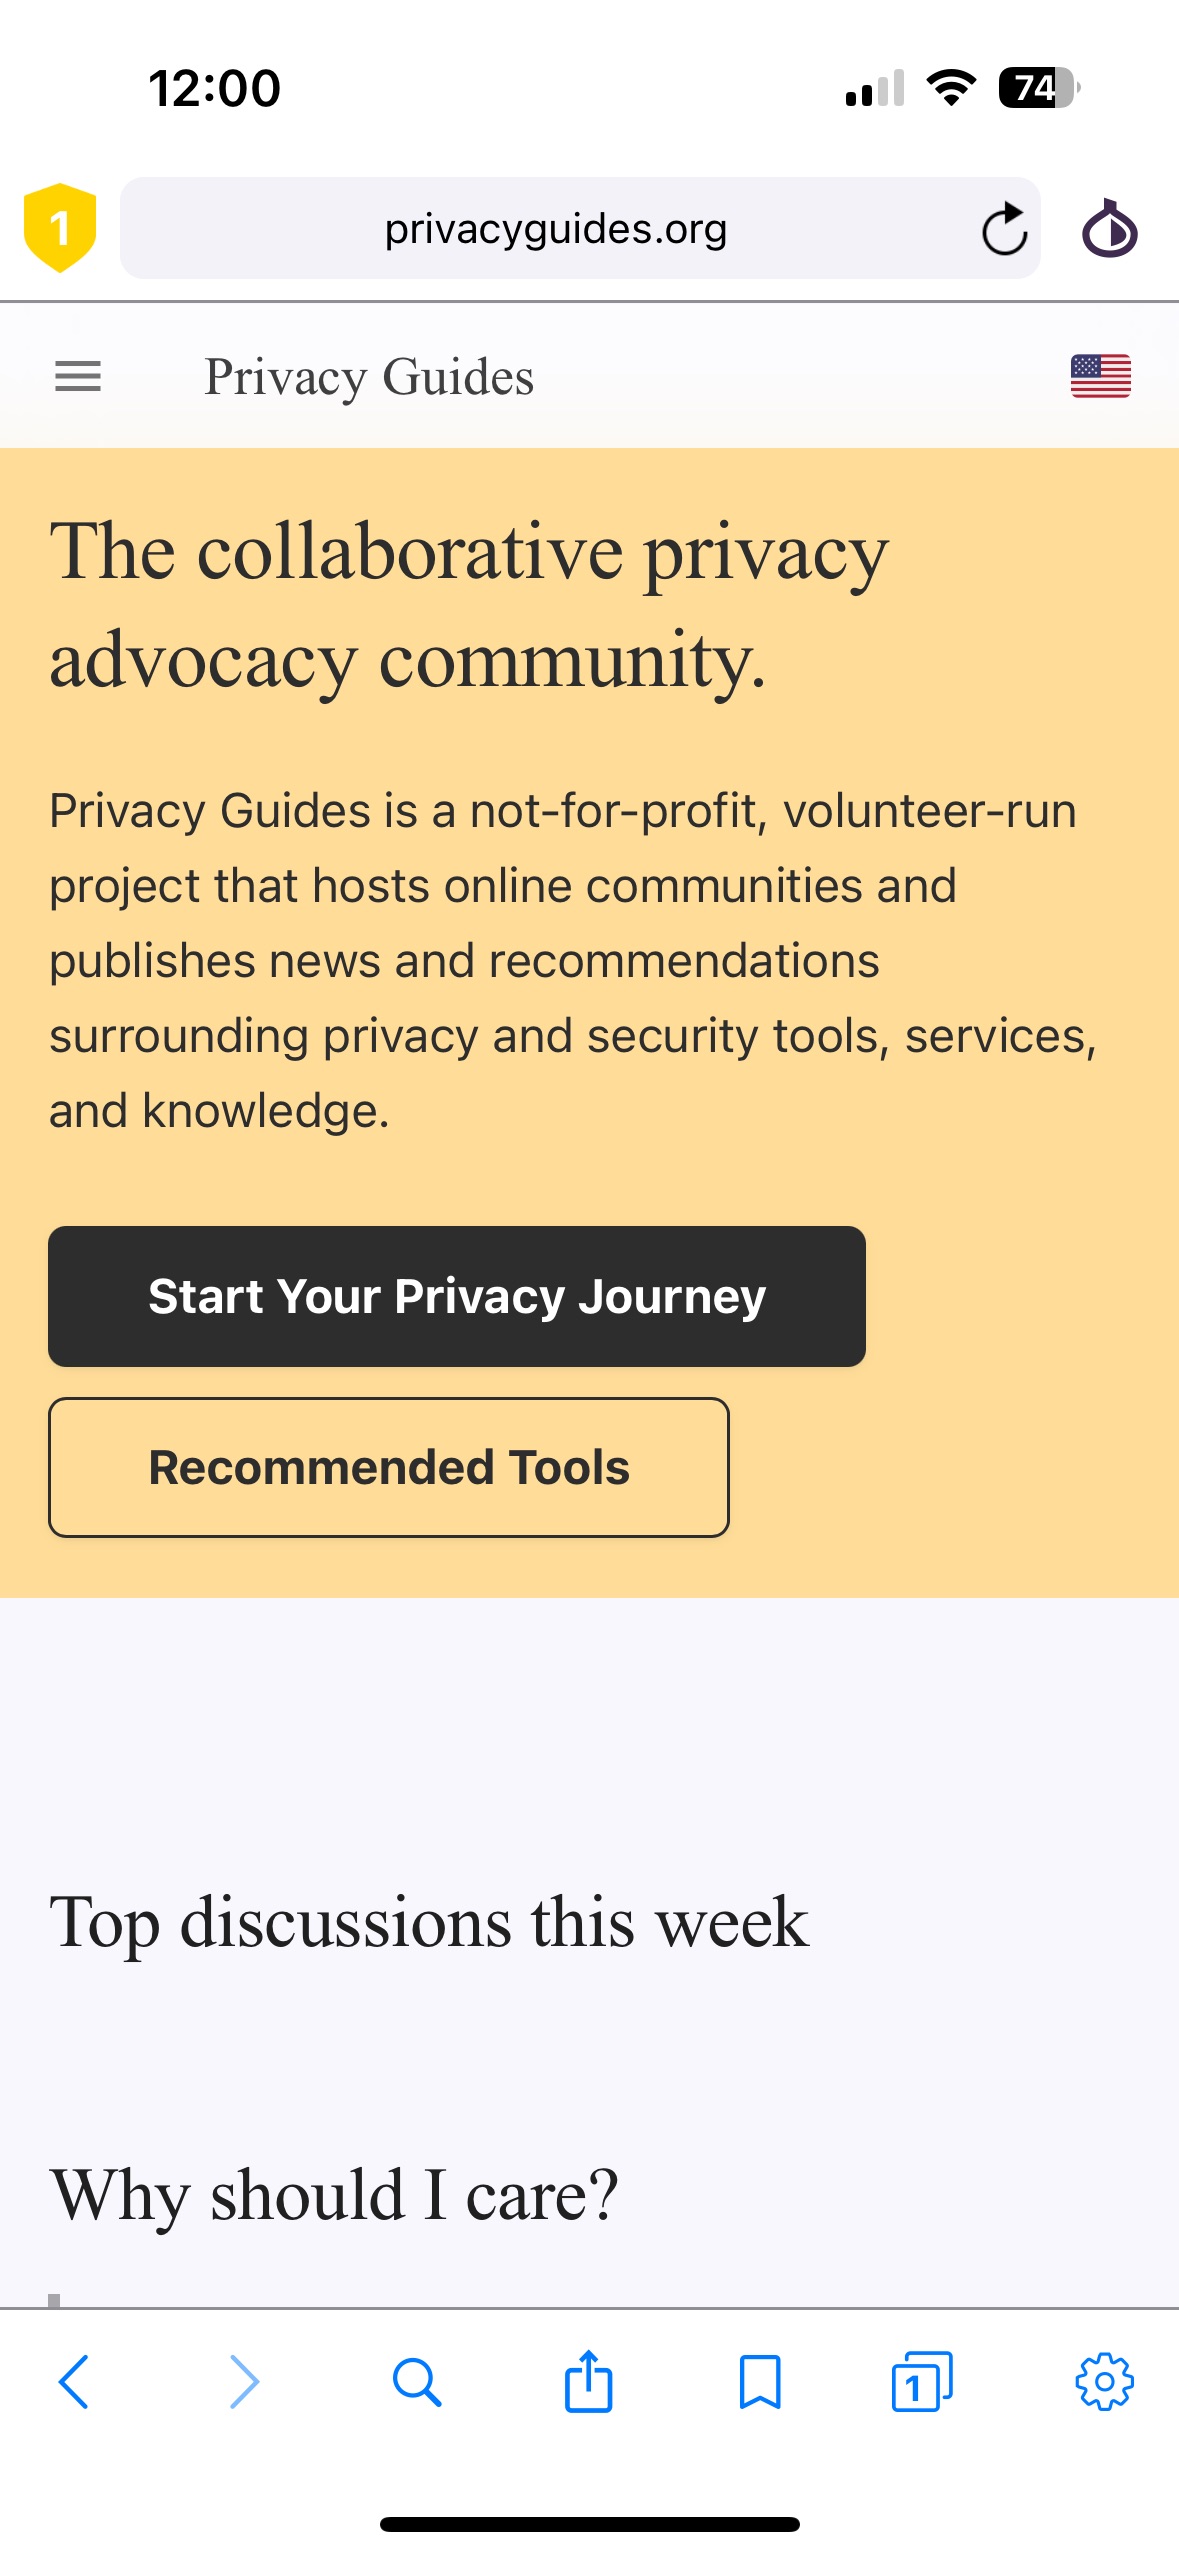 12:00
74
1
privacyguides.org
Privacy Guides
The collaborative privacy
advocacy community.
Privacy Guides is a not-for-profit, volunteer-run
project that hosts online communities and
publishes news and recommendations
surrounding privacy and security tools, services,
and knowledge.
Start Your Privacy Journey
Recommended Tools
Top discussions this week
Why should I care?
1